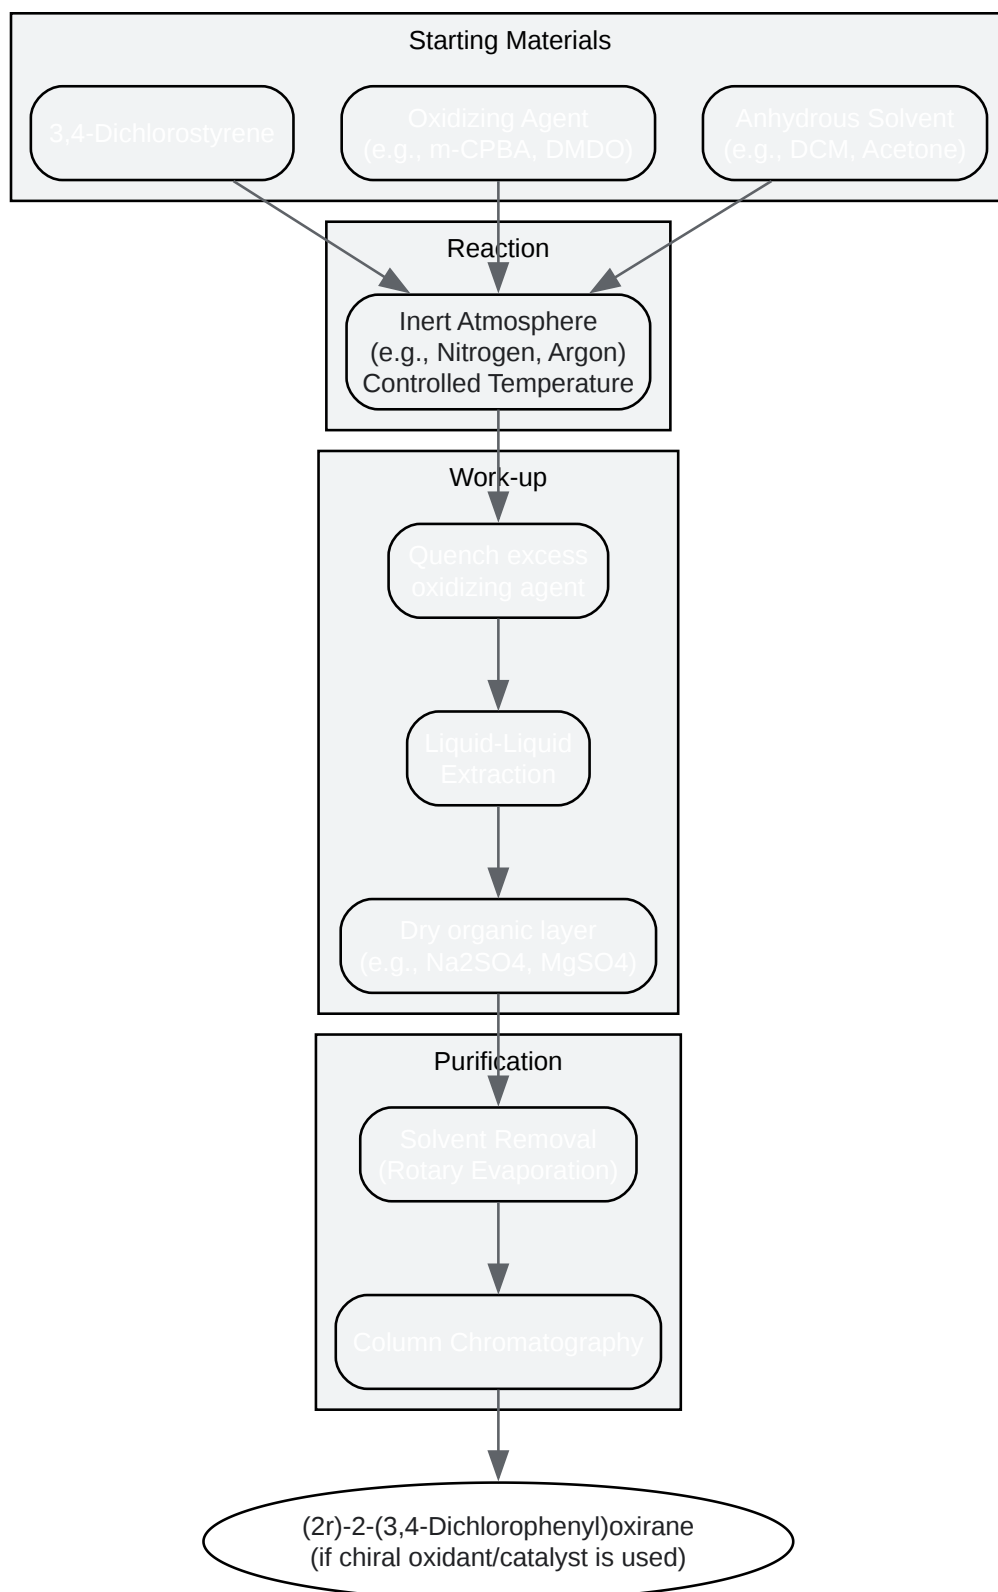 Starting Materials
3,4-Dichlorostyrene
Oxidizing Agent
(e.g., m-CPBA, DMDO)
Anhydrous Solvent
(e.g., DCM, Acetone)
Reaction
Inert Atmosphere
(e.g., Nitrogen, Argon)
Controlled Temperature
Work-up
Quench excess
oxidizing agent
Liquid-Liquid
Extraction
Dry organic layer
(e.g., Na2SO4, MgSO4)
Purification
Solvent Removal
(Rotary Evaporation)
Column Chromatography
(2r)-2-(3,4-Dichlorophenyl)oxirane
(if chiral oxidant/catalyst is used)